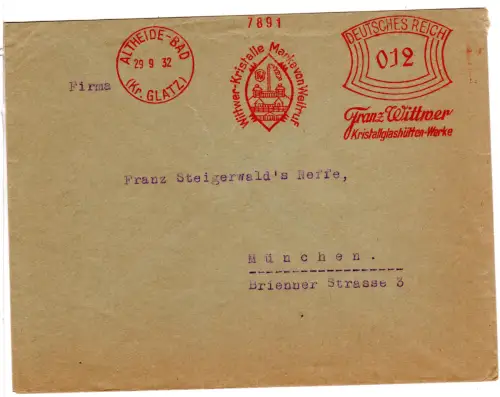 7891
ALTHEIDE-BAD
29 9 32
(Kr. GLATZ)
Wittwer-Kristalle Marke von Weltruf
DEUTSCHES REICH
012
Franz Wittwer
Kristallglashütten-Werke
Firma
Franz Steigerwald's Neffe,
München.
Brienner Strasse 3